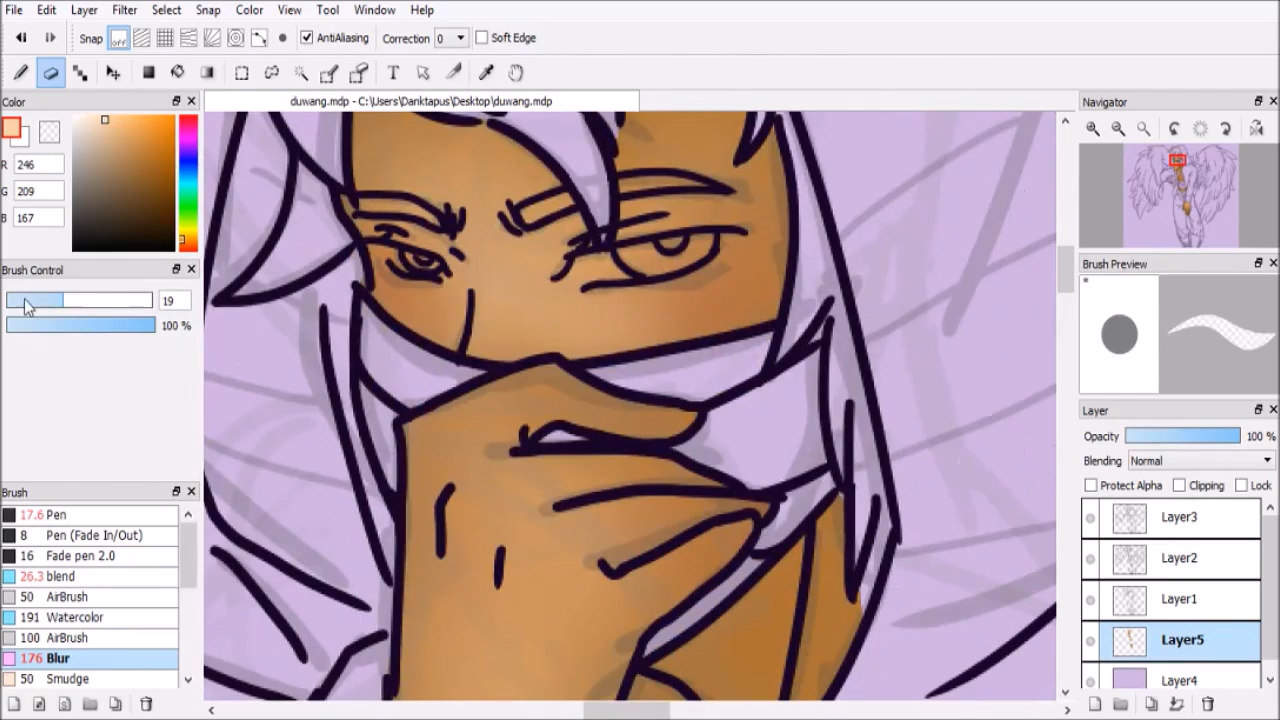 File Edit Layer Filter Select Snap Color View Tool Window Help
Snap off AntiAliasing Correction 0 Soft Edge
T
Color
duwang.mdp - C:\Users\Danktapus\Desktop\duwang.mdp
Navigator
R 246
G 209
B 167
Brush Control
19
100 %
Brush Preview
Layer
Opacity 100 %
Blending Normal
Protect Alpha Clipping Lock
Brush
17.6 Pen
8 Pen (Fade In/Out)
16 Fade pen 2.0
26.3 blend
50 AirBrush
191 Watercolor
100 AirBrush
176 Blur
50 Smudge
Layer3
Layer2
Layer1
Layer5
Layer4